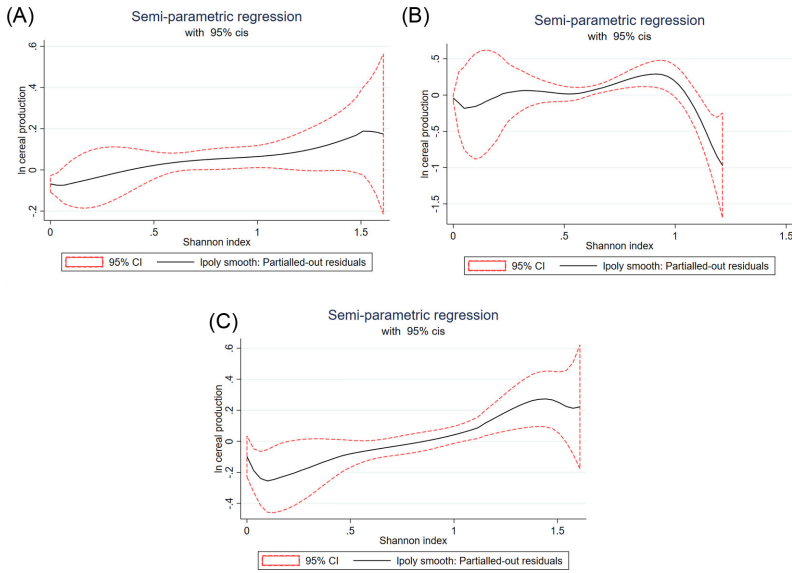 (A)
Semi-parametric regression
with 95% cis
ln cereal production
.6
.4
.2
0
-.2
0 .5 1 1.5
Shannon index
95% CI lpoly smooth: Partialled-out residuals
(B)
Semi-parametric regression
with 95% cis
ln cereal production
0.5
0
-0.5
-1
-1.5
0 .5 1 1.5
Shannon index
95% CI lpoly smooth: Partialled-out residuals
(C)
Semi-parametric regression
with 95% cis
ln cereal production
.6
.4
.2
0
-.2
-.4
0 .5 1 1.5
Shannon index
95% CI lpoly smooth: Partialled-out residuals